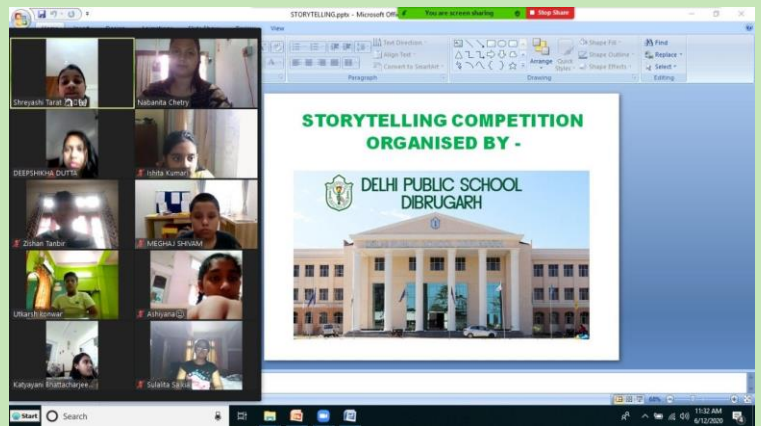 STORYTELLING.pptx - Microsoft Off
You are screen sharing
Stop Share
View
Text Direction
Align Text
Convert to SmartArt
Paragraph
Arrange
Quick Styles
Shape Fill
Shape Outline
Shape Effects
Drawing
Find
Replace
Select
Editing
Shreyashi Tarat
Nabanita Chetry
DEEPSHIKHA DUTTA
Ishita Kumari
Zishan Tanbir
MEGHAJ SHIVAM
Utkarsh konwar
Ashiyana
Katyayani Bhattacharjee
Sulalita Saikia
STORYTELLING COMPETITION
ORGANISED BY -
DELHI PUBLIC SCHOOL
DIBRUGARH
68%
Start
Search
11:32 AM
6/12/2020